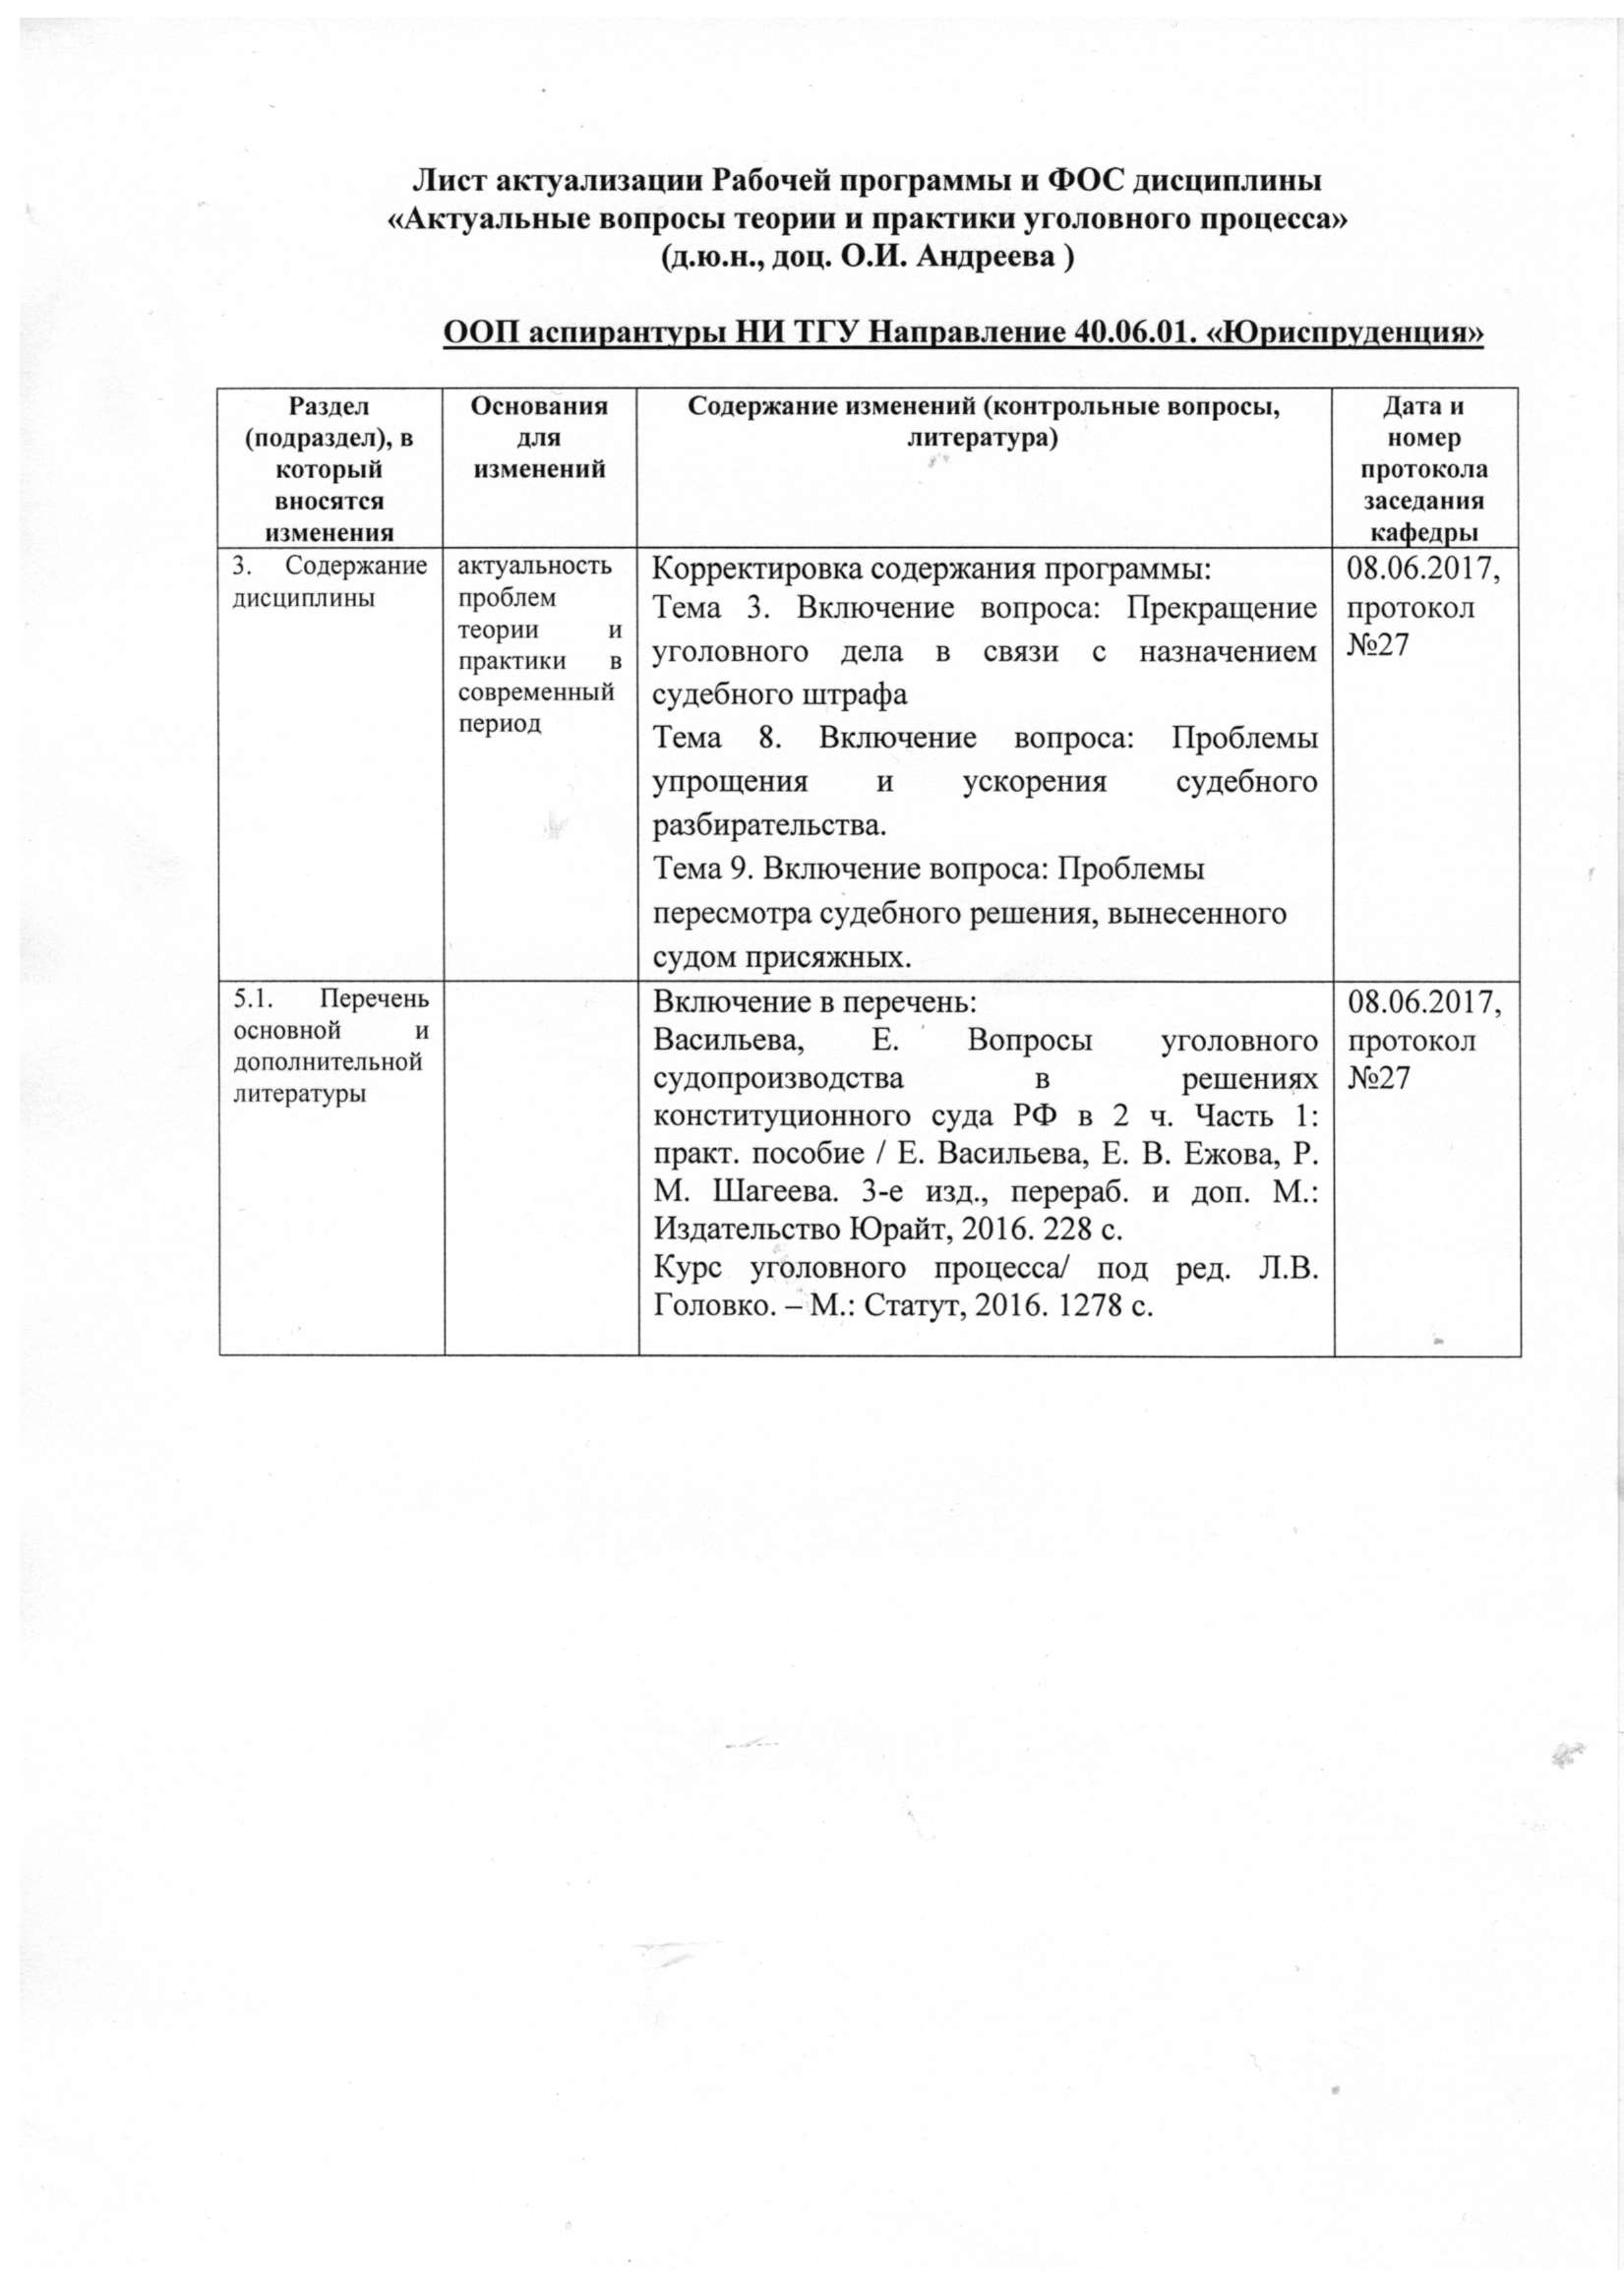 Лист актуализации Рабочей программы и ФОС дисциплины
«Актуальные вопросы теории и практики уголовного процесса»
(д.ю.н., доц. О.И. Андреева )
ООП аспирантуры НИ ТГУ Направление 40.06.01. «Юриспруденция»
Раздел
(подраздел), в
который
вносятся
изменения
Основания
для
изменений
Содержание изменений (контрольные вопросы,
литература)
Дата и
номер
протокола
заседания
кафедры
3. Содержание
дисциплины
актуальность
проблем
теории и
практики в
современный
период
Корректировка содержания программы:
Тема 3. Включение вопроса: Прекращение
уголовного дела в связи с назначением
судебного штрафа
Тема 8. Включение вопроса: Проблемы
упрощения и ускорения судебного
разбирательства.
Тема 9. Включение вопроса: Проблемы
пересмотра судебного решения, вынесенного
судом присяжных.
08.06.2017,
протокол
№27
5.1. Перечень
основной и
дополнительной
литературы
Включение в перечень:
Васильева, Е. Вопросы уголовного
судопроизводства в решениях
конституционного суда РФ в 2 ч. Часть 1:
практ. пособие / Е. Васильева, Е. В. Ежова, Р.
М. Шагеева. 3-е изд., перераб. и доп. М.:
Издательство Юрайт, 2016. 228 с.
Курс уголовного процесса/ под ред. Л.В.
Головко. – М.: Статут, 2016. 1278 с.
08.06.2017,
протокол
№27